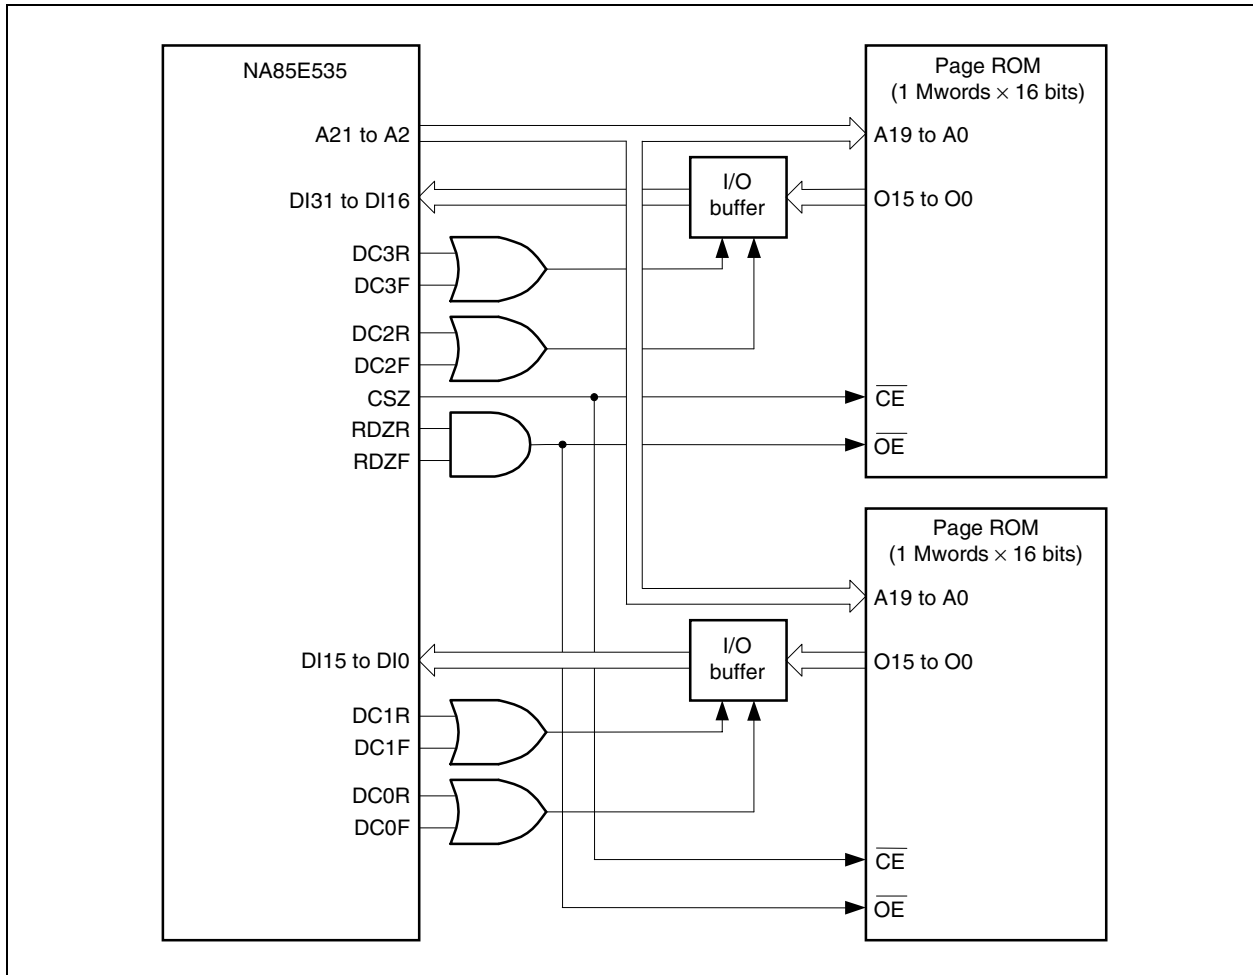 NA85E535
Page ROM
(1 Mwords × 16 bits)
A21 to A2
A19 to A0
I/O
buffer
DI31 to DI16
O15 to O0
DC3R
DC3F
DC2R
DC2F
CSZ
CE
RDZR
OE
RDZF
Page ROM
(1 Mwords × 16 bits)
A19 to A0
I/O
buffer
DI15 to DI0
O15 to O0
DC1R
DC1F
DC0R
DC0F
CE
OE